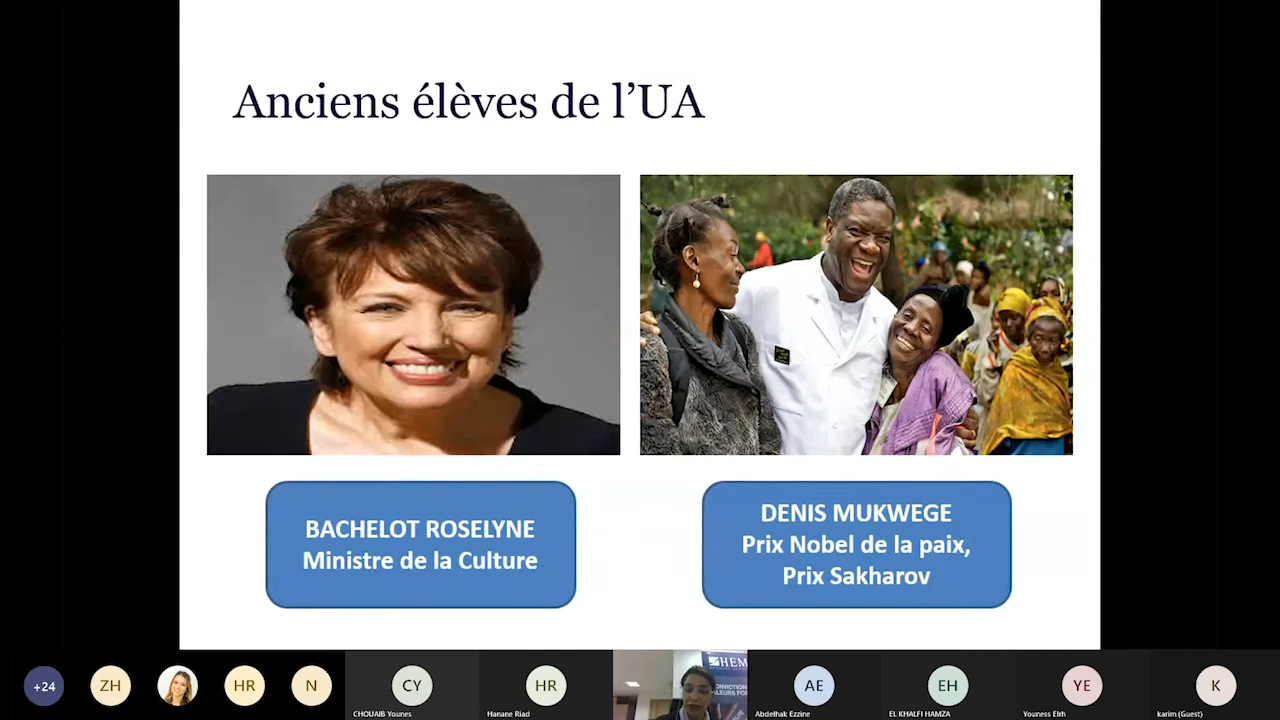 Anciens élèves de l’UA
BACHELOT ROSELYNE
Ministre de la Culture
DENIS MUKWEGE
Prix Nobel de la paix,
Prix Sakharov
+24
ZH
HR
N
CY
CHOUAIB Younes
HR
Hanane Riad
HEM
AE
Abdelhak Ezzine
EH
EL KHALFI HAMZA
YE
Youness Elrh
K
karim (Guest)